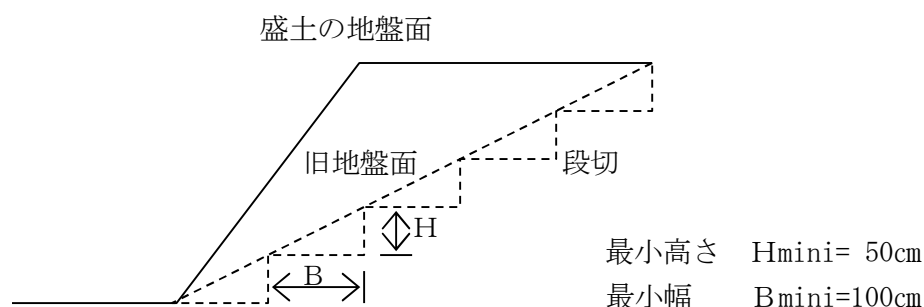 盛土の地盤面
旧地盤面
段切
H
B
最小高さ　Hmini= 50cm
最小幅　　Bmini=100cm